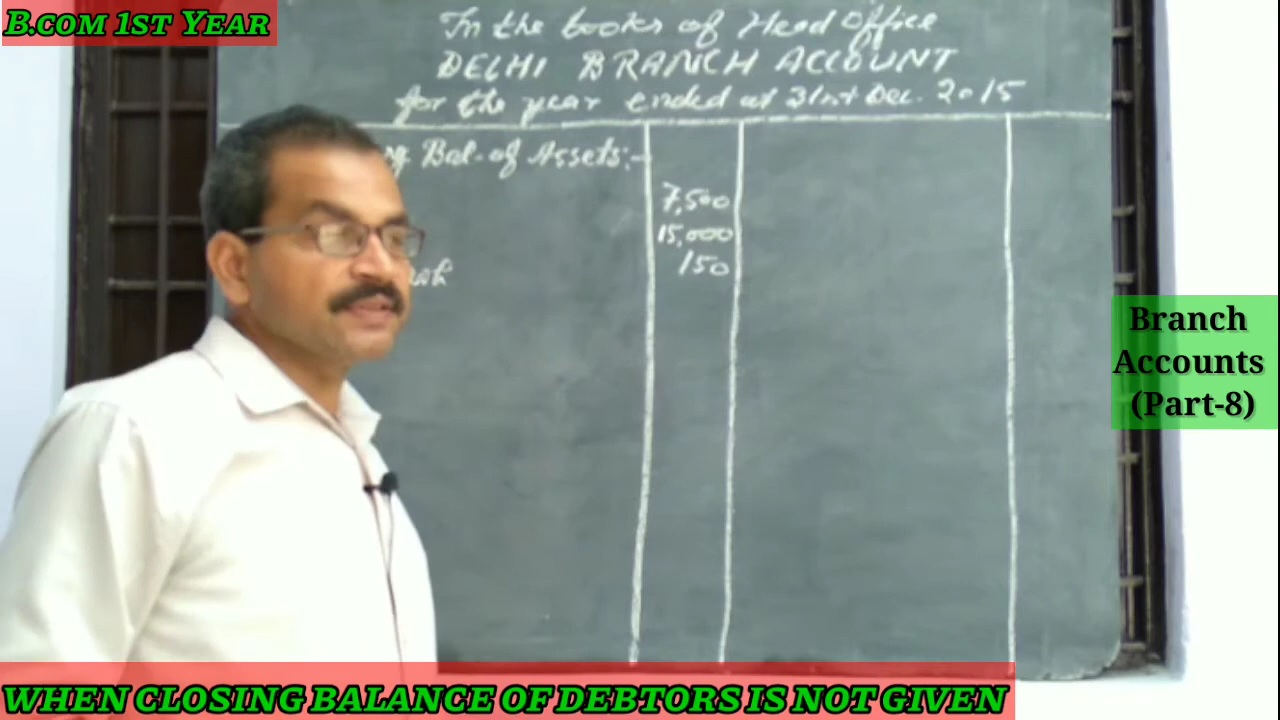 B.COM 1ST YEAR
In the books of Head Office
DELHI BRANCH ACCOUNT
for the year ended at 31st Dec. 2015
Bal. of Assets:-
7,500
15,000
150
Branch
Accounts
(Part-8)
WHEN CLOSING BALANCE OF DEBTORS IS NOT GIVEN